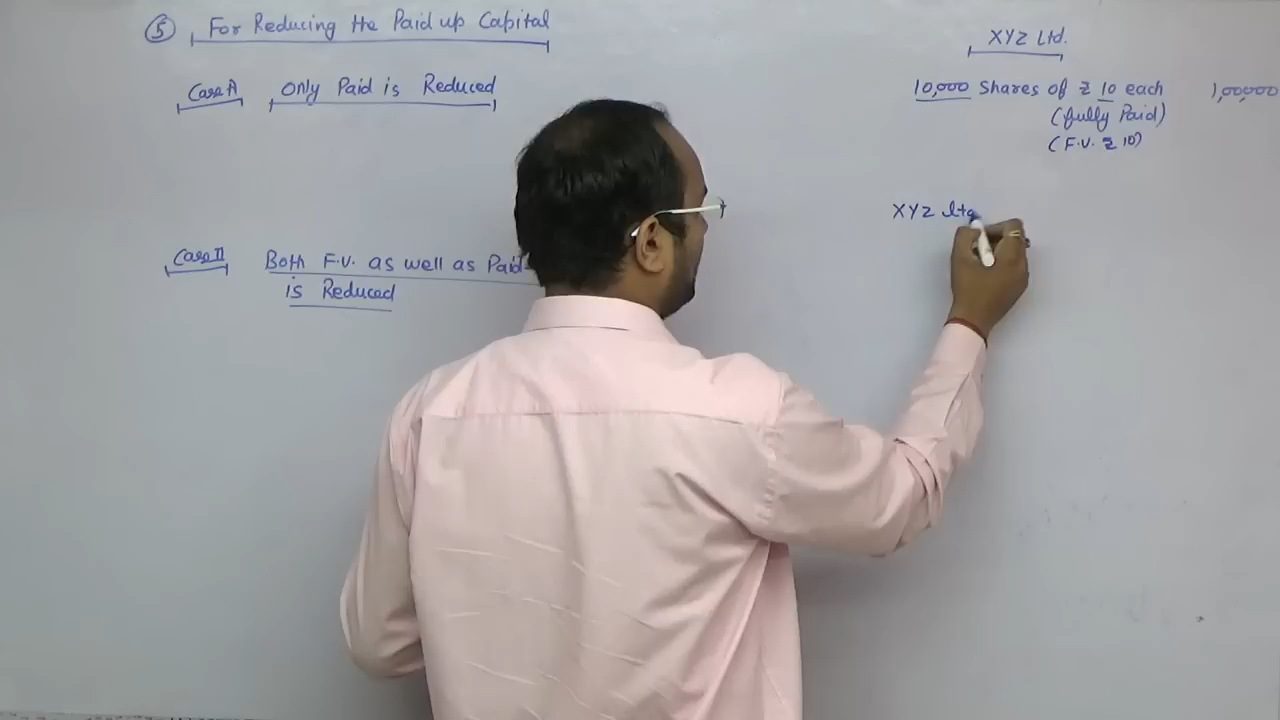 ⑤ For Reducing the Paid up Capital
Case A Only Paid is Reduced
Case II Both F.V. as well as Paid
is Reduced
XYZ Ltd.
10,000 Shares of ₹ 10 each 1,00,000
(fully Paid)
(F.V. ₹ 10)
XYZ Ltd